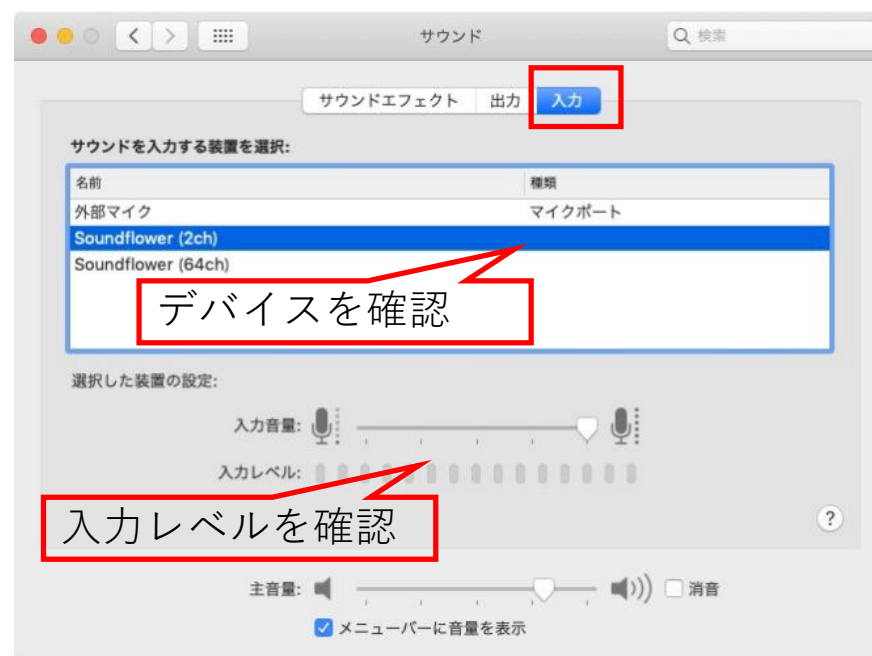 サウンド
検索
サウンドエフェクト 出力 入力
サウンドを入力する装置を選択:
名前 種類
外部マイク マイクポート
Soundflower (2ch)
Soundflower (64ch)
デバイスを確認
選択した装置の設定:
入力音量:
入力レベル:
入力レベルを確認
?
主音量: 消音
メニューバーに音量を表示